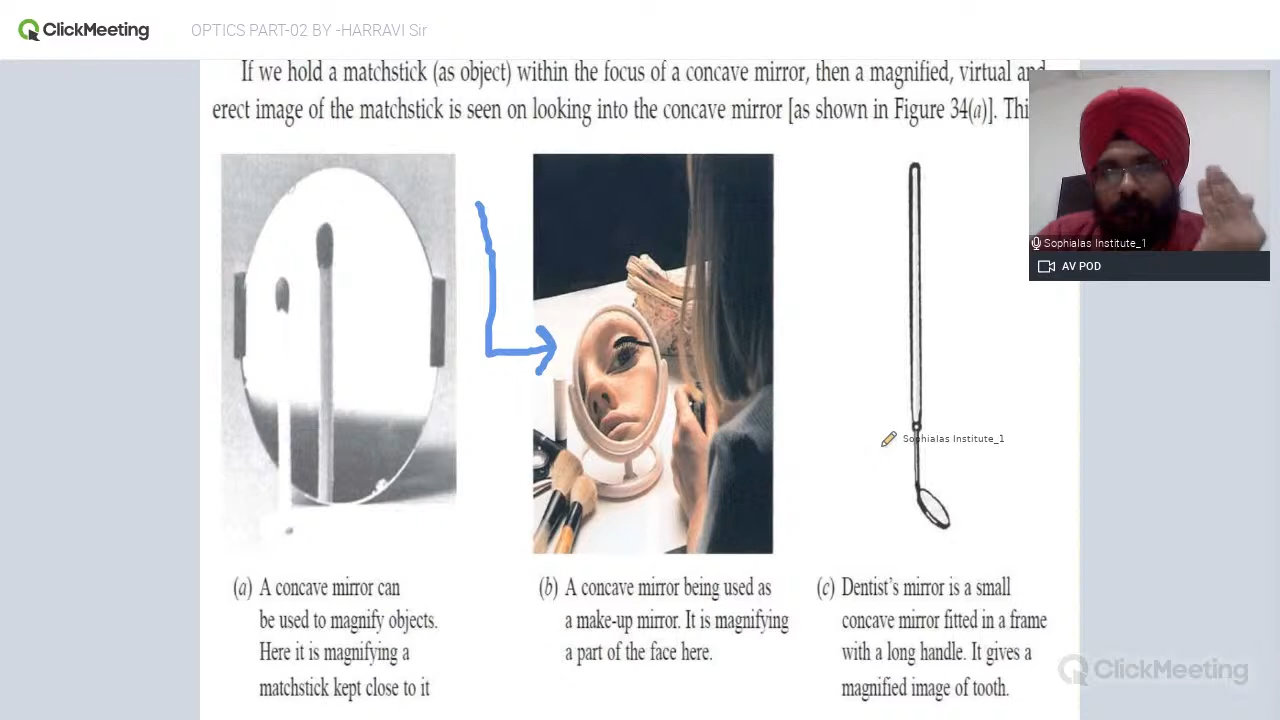 ClickMeeting
OPTICS PART-02 BY -HARRAVI Sir
If we hold a matchstick (as object) within the focus of a concave mirror, then a magnified, virtual and
erect image of the matchstick is seen on looking into the concave mirror [as shown in Figure 34(a)]. Thi
Sophialas Institute_1
AV POD
Sophialas Institute_1
(a) A concave mirror can
be used to magnify objects.
Here it is magnifying a
matchstick kept close to it
(b) A concave mirror being used as
a make-up mirror. It is magnifying
a part of the face here.
(c) Dentist's mirror is a small
concave mirror fitted in a frame
with a long handle. It gives a
magnified image of tooth.
ClickMeeting